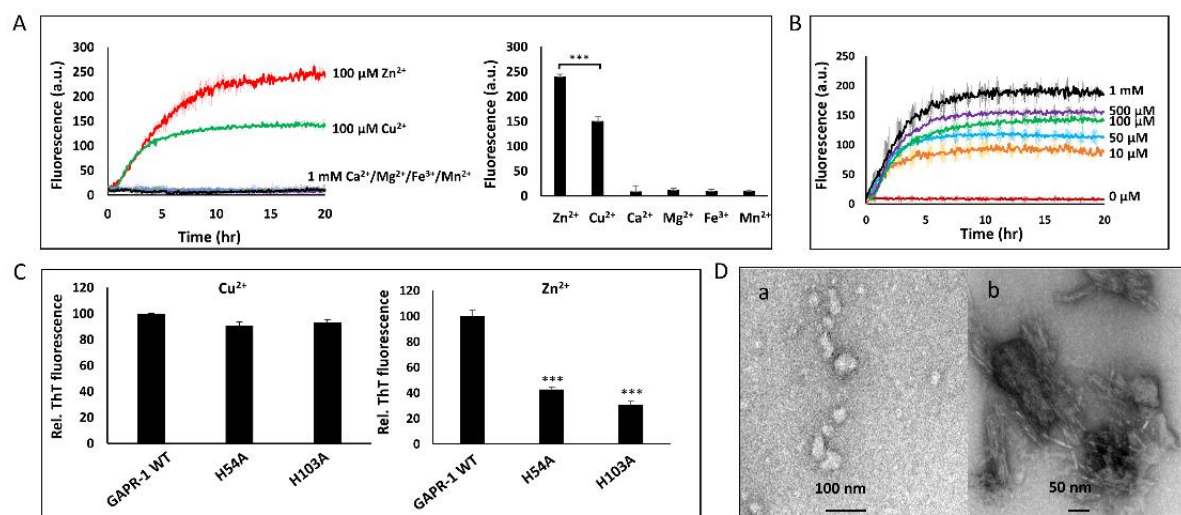 A
Fluorescence (a.u.)
300
250
200
150
100
50
0
100 µM Zn²⁺
100 µM Cu²⁺
1 mM Ca²⁺/Mg²⁺/Fe³⁺/Mn²⁺
0 5 10 15 20
Time (hr)
Fluorescence (a.u.)
300
250
200
150
100
50
0
***
Zn²⁺ Cu²⁺ Ca²⁺ Mg²⁺ Fe³⁺ Mn²⁺
B
Fluorescence (a.u.)
250
200
150
100
50
0
1 mM
500 µM
100 µM
50 µM
10 µM
0 µM
0 5 10 15 20
Time (hr)
C
Cu²⁺
Rel. ThT fluorescence
120
100
80
60
40
20
0
GAPR-1 WT H54A H103A
Zn²⁺
Rel. ThT fluorescence
120
100
80
60
40
20
0
***
***
GAPR-1 WT H54A H103A
D
a
100 nm
b
50 nm